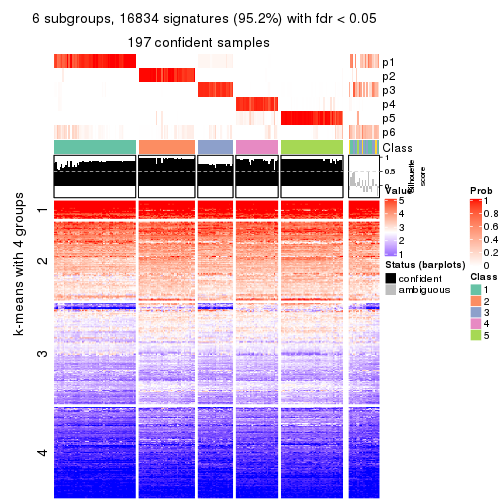 6 subgroups, 16834 signatures (95.2%) with fdr < 0.05
197 confident samples
p1
p2
p3
p4
p5
p6
Class
1
0.5
0
Silhouette
score
k-means with 4 groups
1
2
3
4
Value
5
4
3
2
1
Status (barplots)
confident
ambiguous
Prob
1
0.8
0.6
0.4
0.2
0
Class
1
2
3
4
5